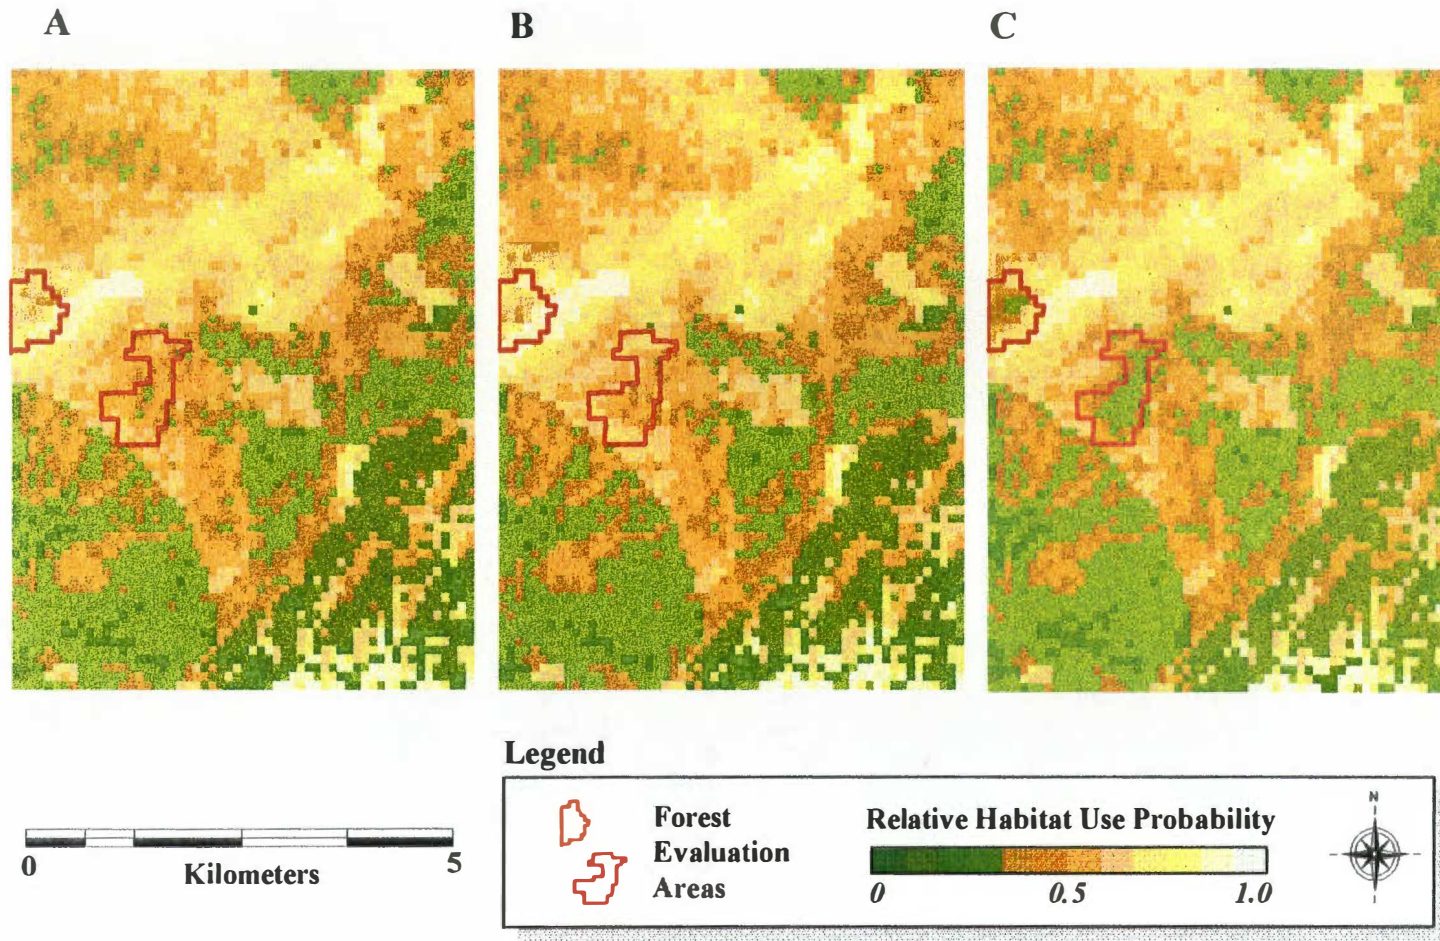 A
B
C
Legend
Forest
Evaluation
Areas
Relative Habitat Use Probability
0
0.5
1.0
N
0
5
Kilometers